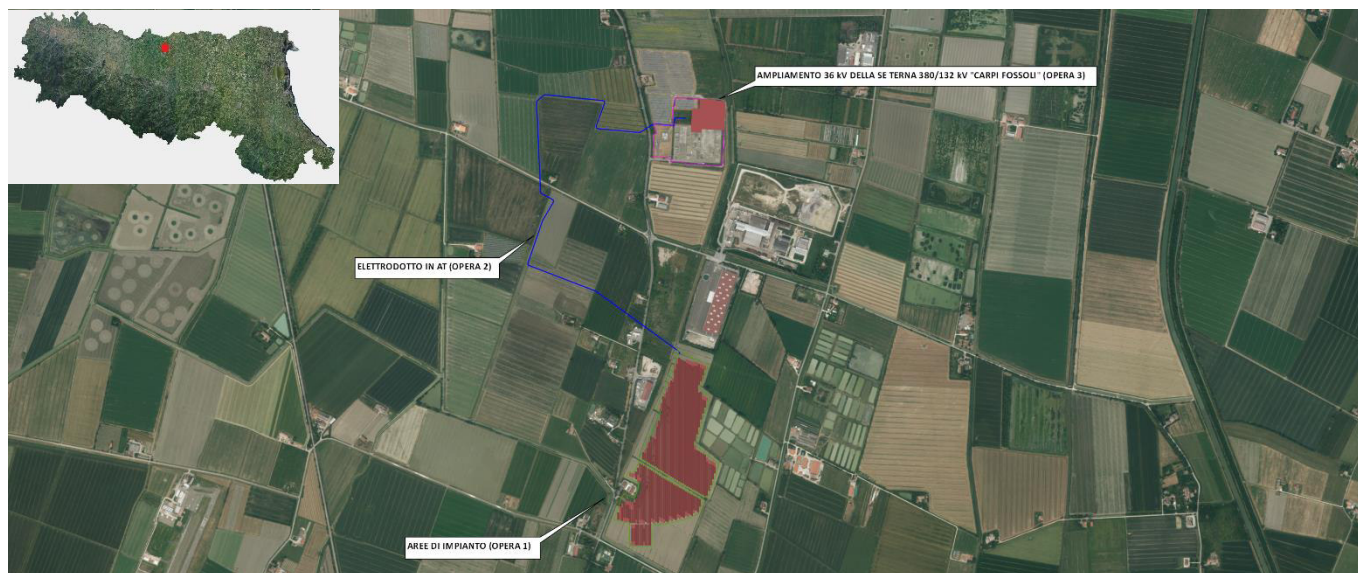 AMPLIAMENTO 36 kV DELLA SE TERNA 380/132 kV "CARPI FOSSOLI" (OPERA 3)
ELETTRODOTTO IN AT (OPERA 2)
AREE DI IMPIANTO (OPERA 1)